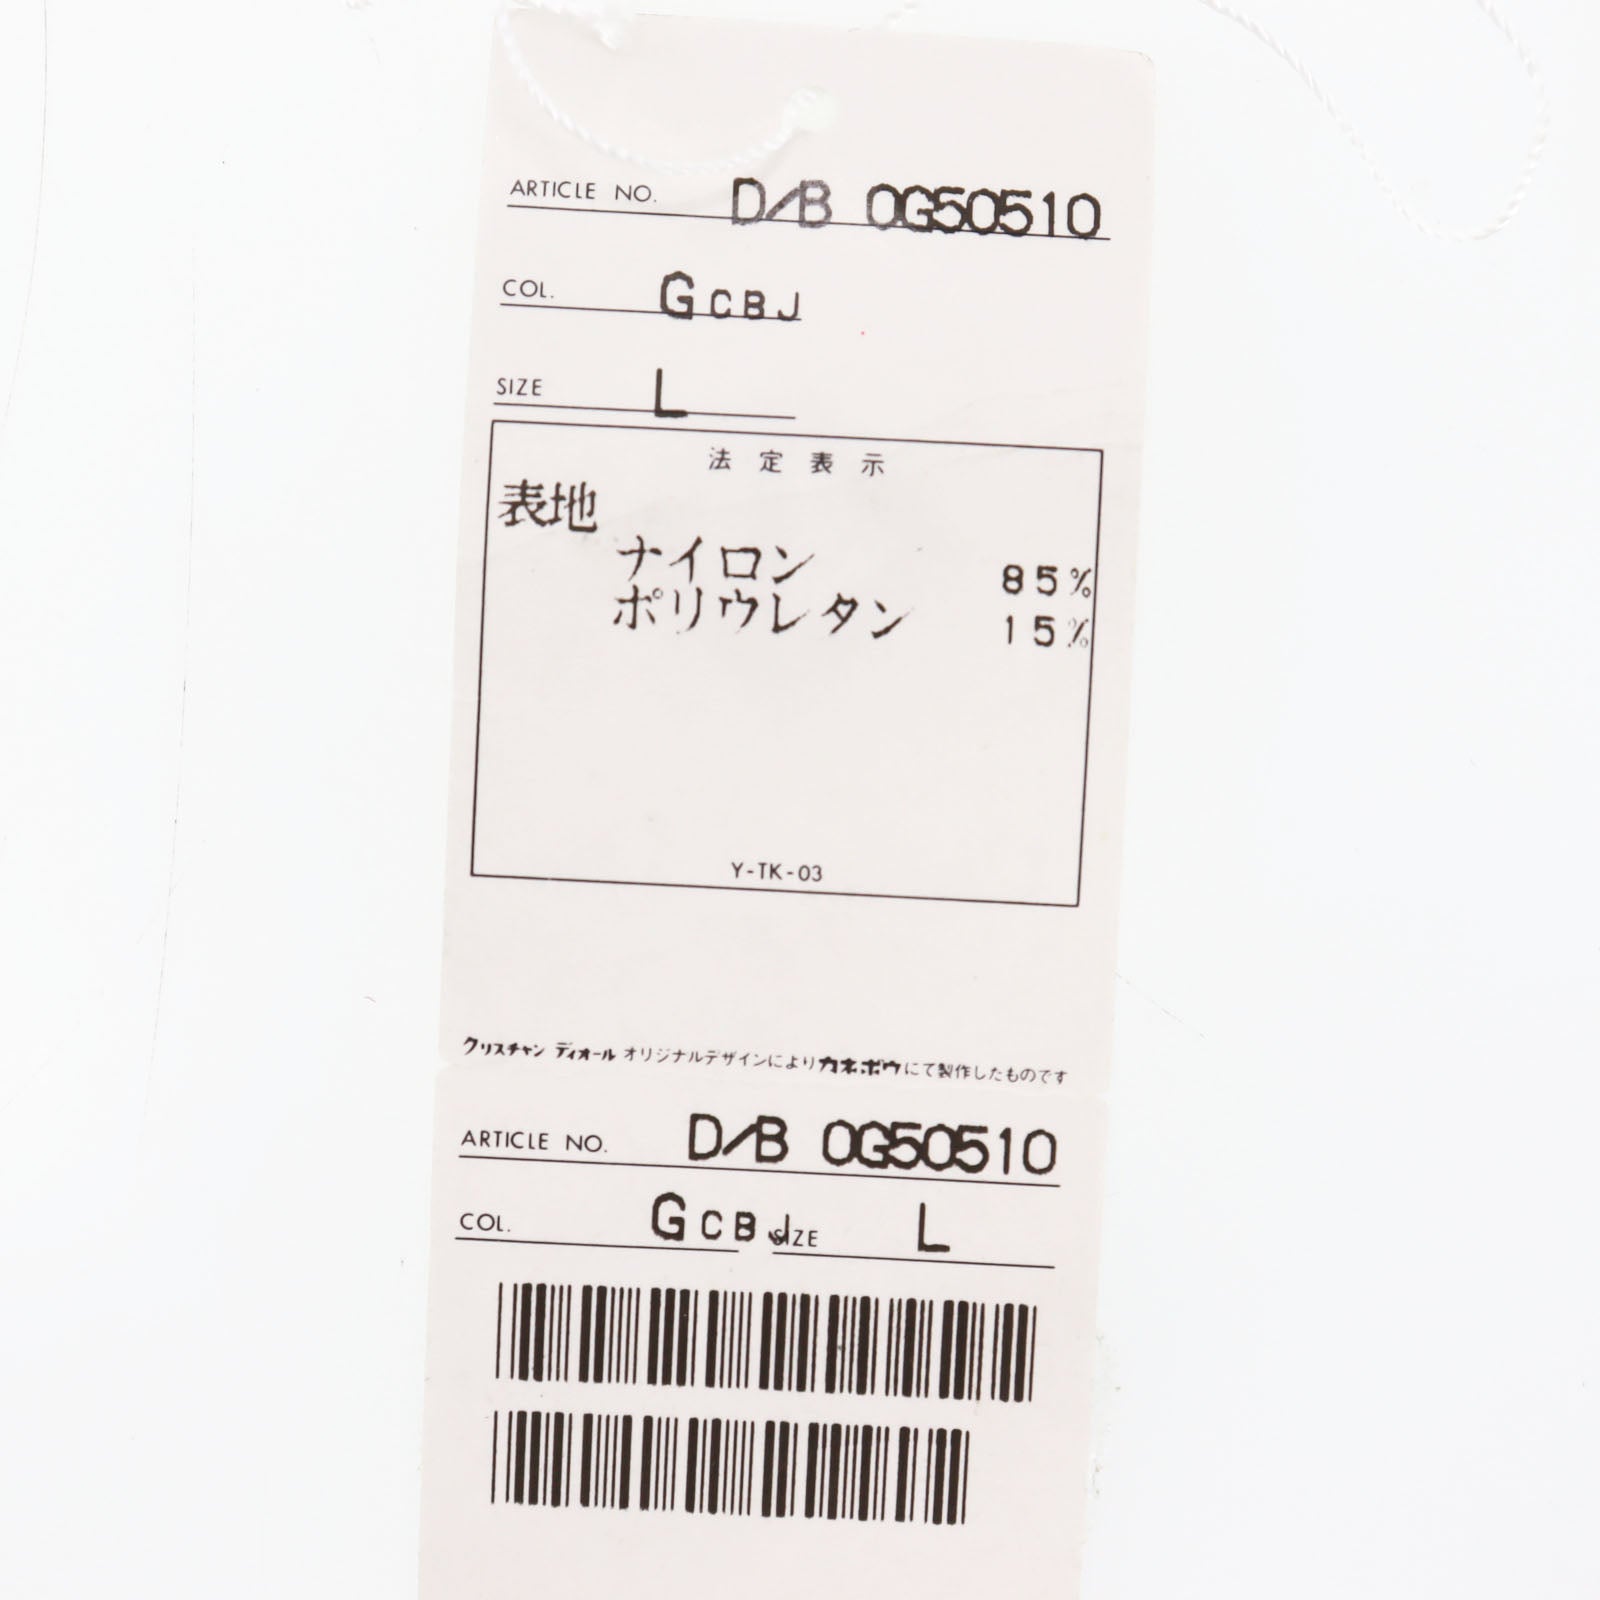 ARTICLE NO. D/B 0G50510
COL. GCBJ
SIZE L
法定表示
表地
ナイロン 85%
ポリウレタン 15%
Y-TK-03
クリスチャン ディオール オリジナルデザインによりカネボウにて製作したものです
ARTICLE NO. D/B 0G50510
COL. GCBJ SIZE L